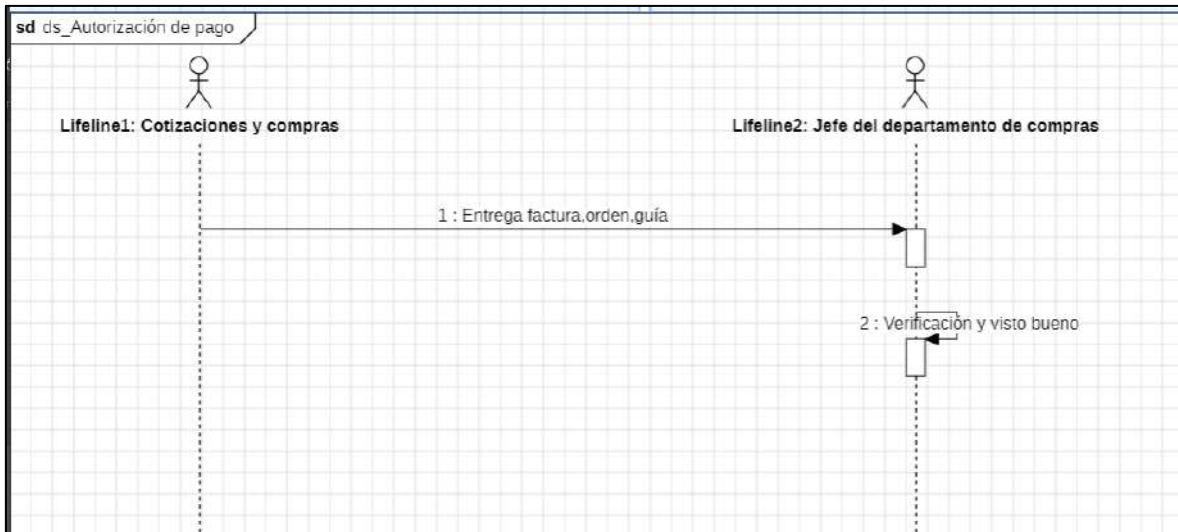 sd ds_Autorización de pago
Lifeline1: Cotizaciones y compras
Lifeline2: Jefe del departamento de compras
1 : Entrega factura,orden,guía
2 : Verificación y visto bueno